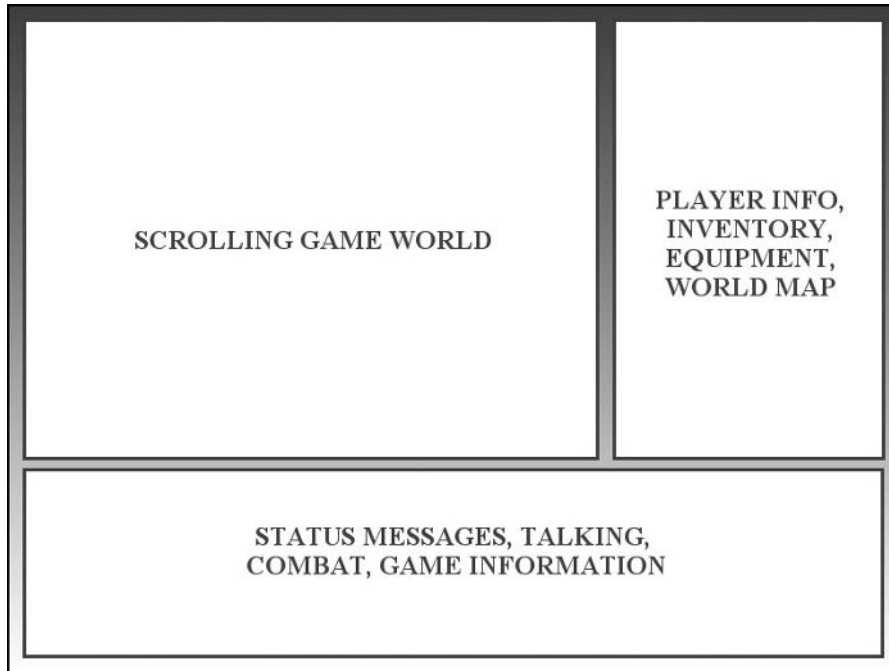 SCROLLING GAME WORLD
PLAYER INFO,
INVENTORY,
EQUIPMENT,
WORLD MAP
STATUS MESSAGES, TALKING,
COMBAT, GAME INFORMATION